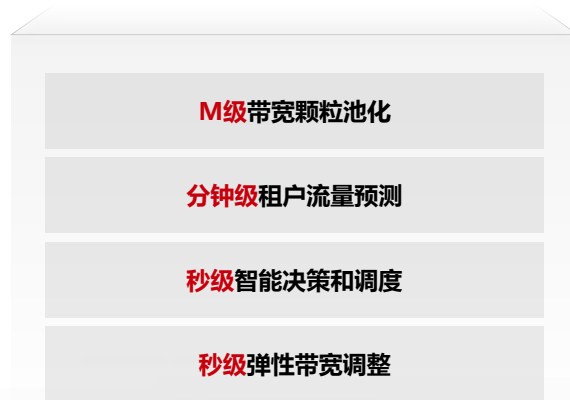 M级带宽颗粒池化
分钟级租户流量预测
秒级智能决策和调度
秒级弹性带宽调整